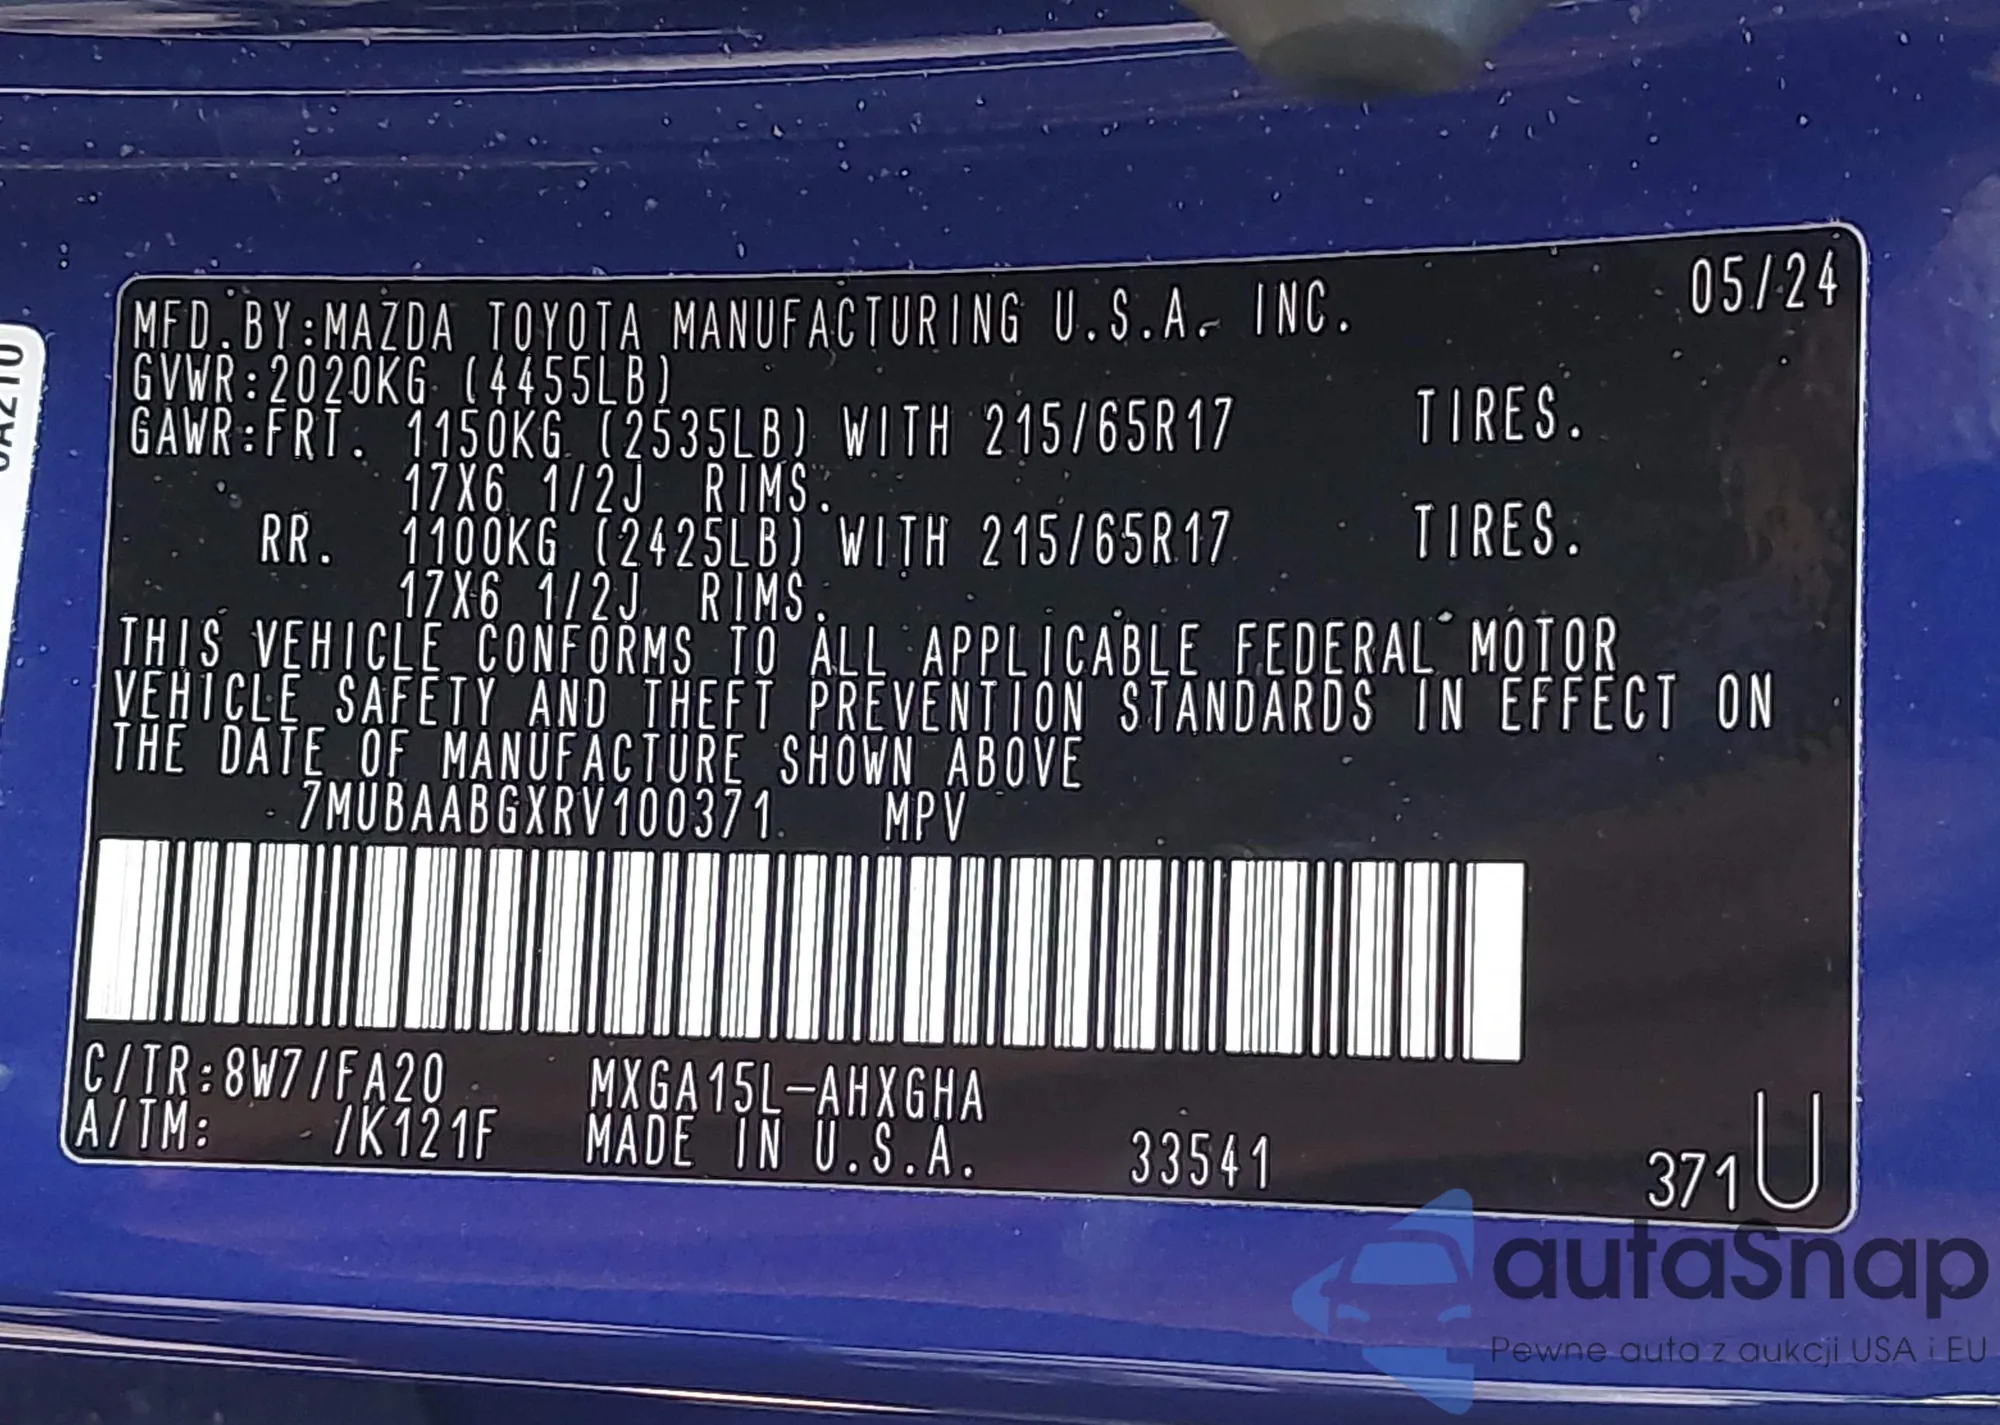 05/24
MFD.BY:MAZDA TOYOTA MANUFACTURING U.S.A. INC.
GVWR:2020KG (4455LB)
GAWR:FRT. 1150KG (2535LB) WITH 215/65R17 TIRES.
17X6 1/2J RIMS.
RR. 1100KG (2425LB) WITH 215/65R17 TIRES.
17X6 1/2J RIMS.
THIS VEHICLE CONFORMS TO ALL APPLICABLE FEDERAL MOTOR
VEHICLE SAFETY AND THEFT PREVENTION STANDARDS IN EFFECT ON
THE DATE OF MANUFACTURE SHOWN ABOVE
7MUBAABGXRV100371 MPV
C/TR:8W7/FA20 MXGA15L-AHXGHA
A/TM: /K121F MADE IN U.S.A. 33541 371 U
autaSnap
Pewne auta z aukcji USA i EU